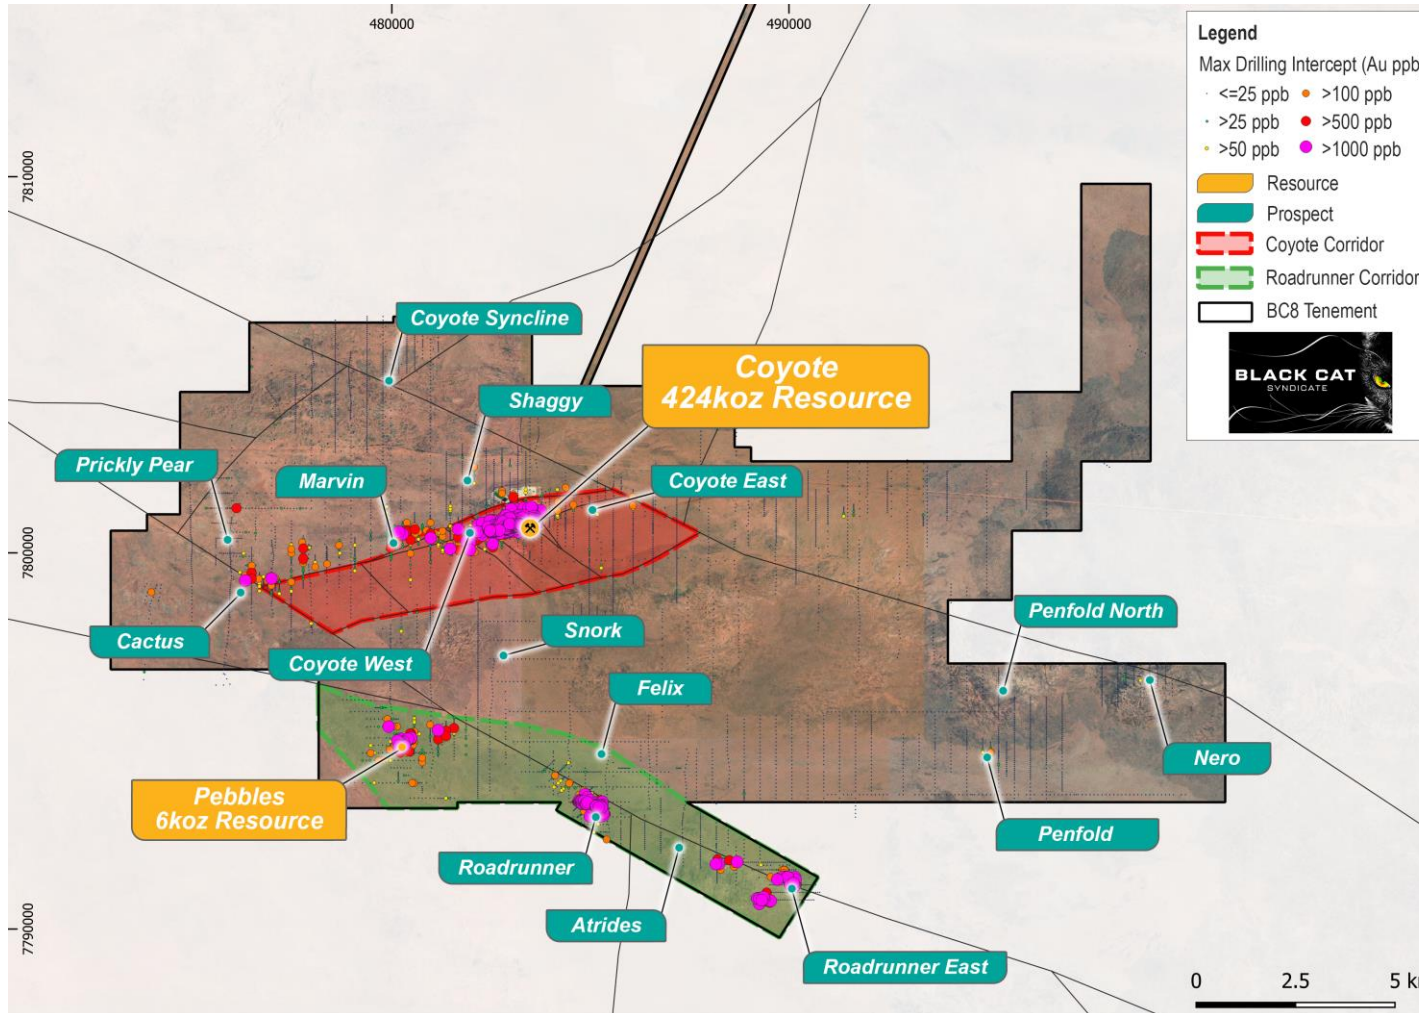 480000
490000
7810000
7800000
7790000
Legend
Max Drilling Intercept (Au ppb
<=25 ppb
>100 ppb
>25 ppb
>500 ppb
>50 ppb
>1000 ppb
Resource
Prospect
Coyote Corridor
Roadrunner Corridor
BC8 Tenement
BLACK CAT
SYNDICATE
Coyote Syncline
Shaggy
Coyote
424koz Resource
Prickly Pear
Marvin
Coyote East
Cactus
Coyote West
Snork
Penfold North
Felix
Nero
Pebbles
6koz Resource
Penfold
Roadrunner
Atrides
Roadrunner East
0 2.5 5 k